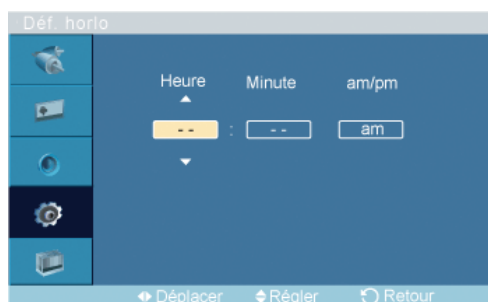 Déf. horlo
Heure Minute am/pm
-- : -- am
Déplacer Régler Retour